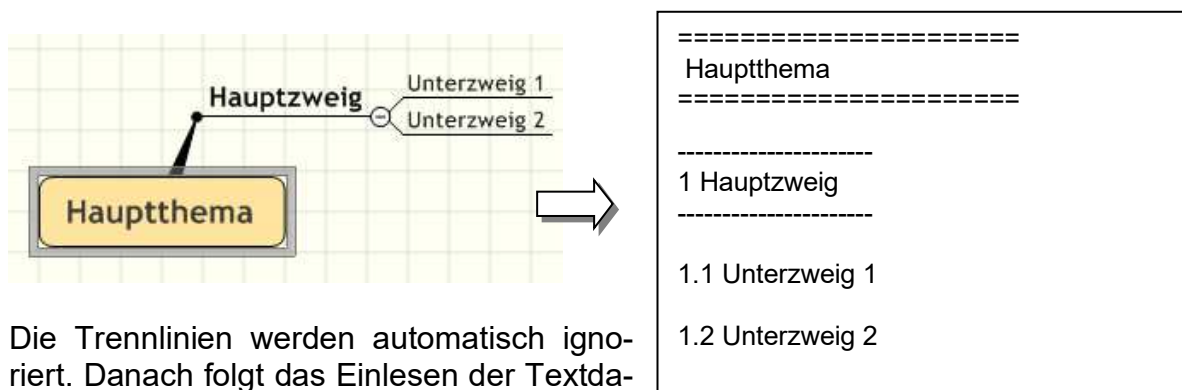 Hauptzweig
Unterzweig 1
Unterzweig 2
Hauptthema
======================
Hauptthema
======================
----------------------
1 Hauptzweig
----------------------
1.1 Unterzweig 1
1.2 Unterzweig 2
Die Trennlinien werden automatisch igno-
riert. Danach folgt das Einlesen der Textda-